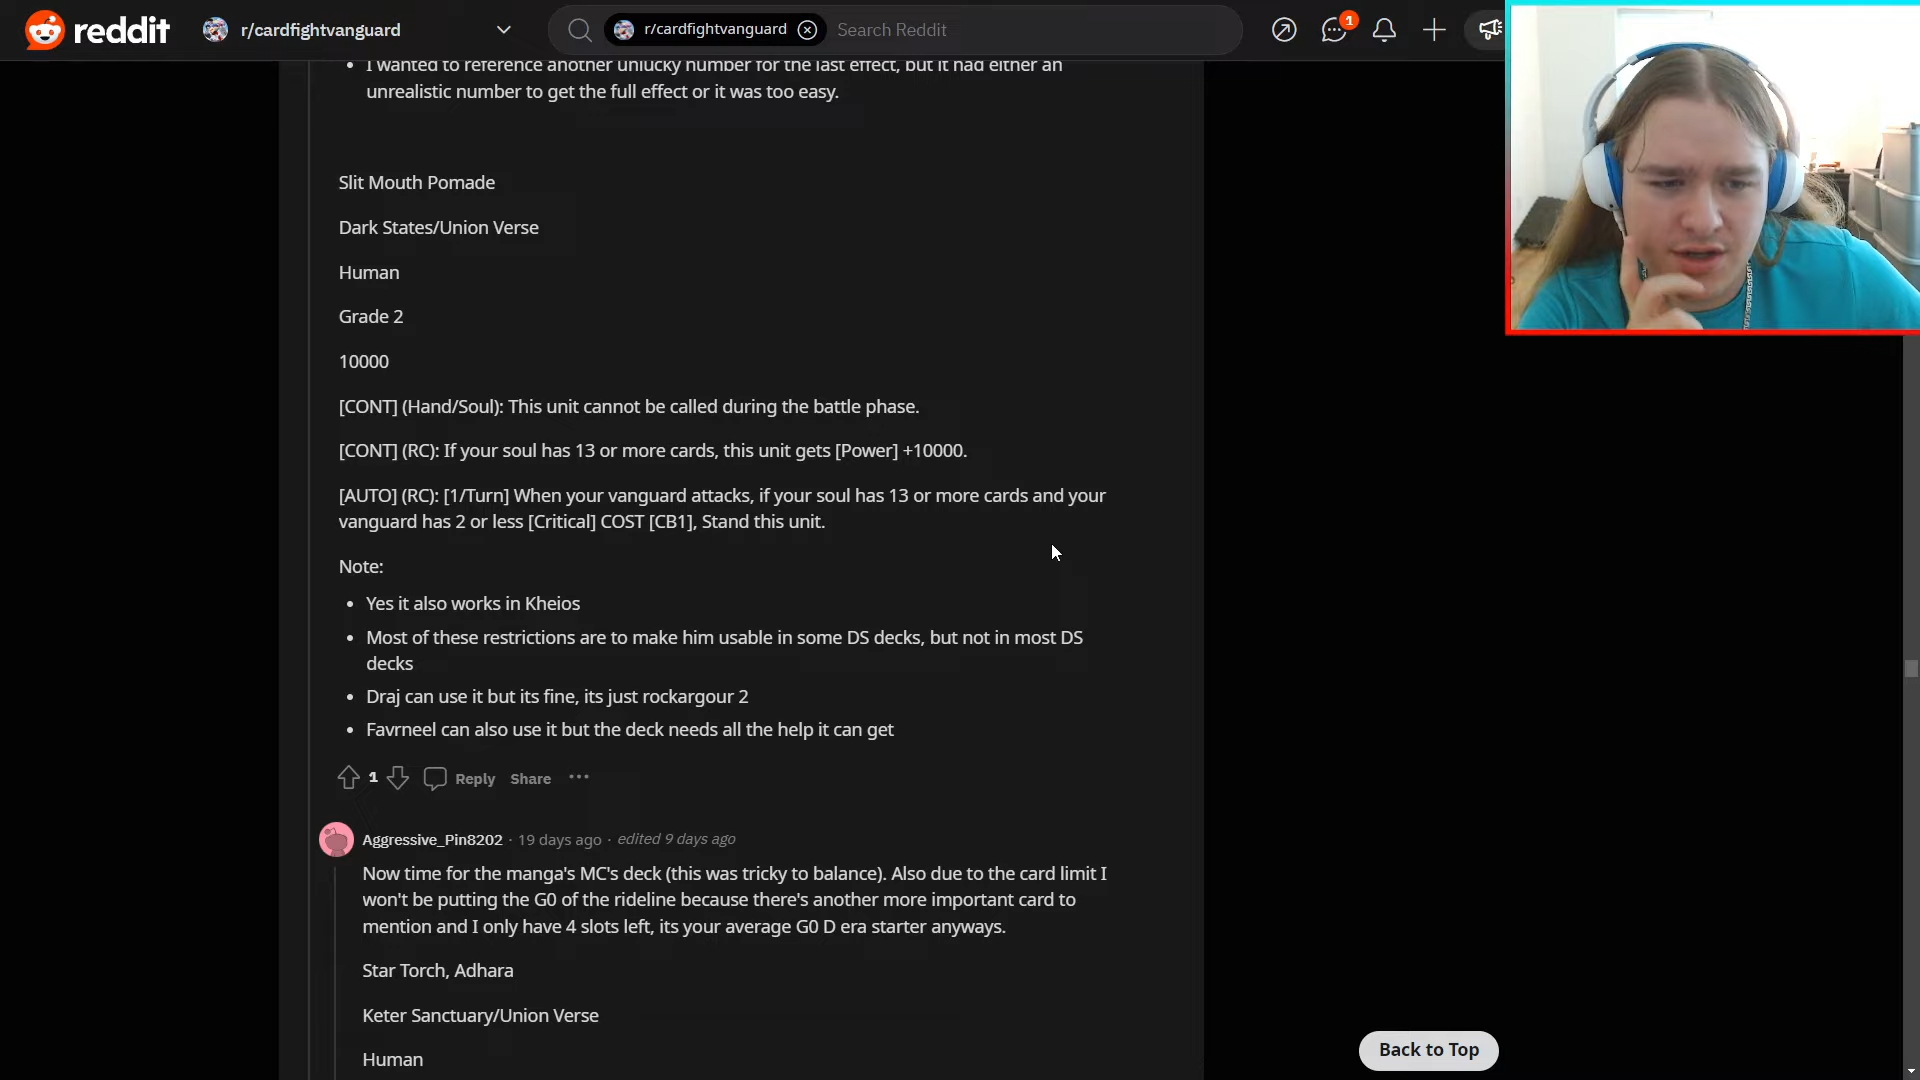 reddit
r/cardfightvanguard
r/cardfightvanguard
Search Reddit
1
• I wanted to reference another unlucky number for the last effect, but it had either an
unrealistic number to get the full effect or it was too easy.
Slit Mouth Pomade
Dark States/Union Verse
Human
Grade 2
10000
[CONT] (Hand/Soul): This unit cannot be called during the battle phase.
[CONT] (RC): If your soul has 13 or more cards, this unit gets [Power] +10000.
[AUTO] (RC): [1/Turn] When your vanguard attacks, if your soul has 13 or more cards and your
vanguard has 2 or less [Critical] COST [CB1], Stand this unit.
Note:
• Yes it also works in Kheios
• Most of these restrictions are to make him usable in some DS decks, but not in most DS
decks
• Draj can use it but its fine, its just rockargour 2
• Favrneel can also use it but the deck needs all the help it can get
1 Reply Share ···
Aggressive_Pin8202 · 19 days ago · edited 9 days ago
Now time for the manga's MC's deck (this was tricky to balance). Also due to the card limit I
won't be putting the G0 of the rideline because there's another more important card to
mention and I only have 4 slots left, its your average G0 D era starter anyways.
Star Torch, Adhara
Keter Sanctuary/Union Verse
Human
Back to Top